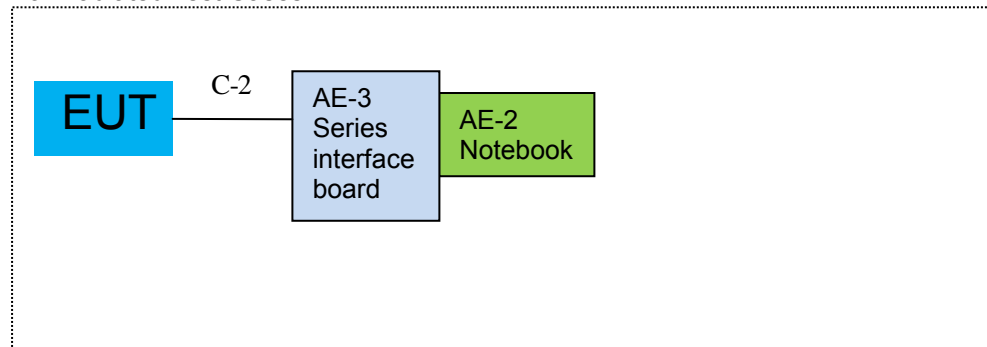 C-2
EUT
AE-3
Series
interface
board
AE-2
Notebook